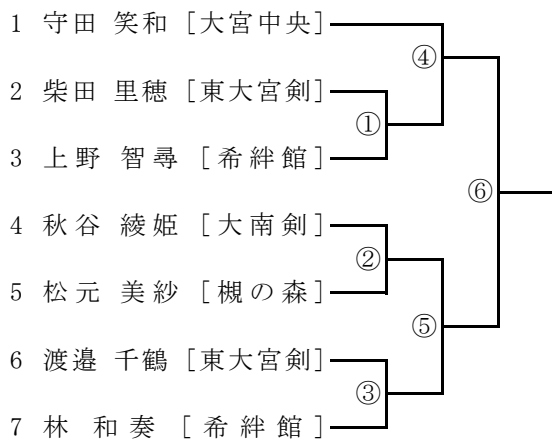 1 守田 笑和 [大宮中央]
④
2 柴田 里穂 [東大宮剣]
①
3 上野 智尋 [希絆館]
⑥
4 秋谷 綾姫 [大南剣]
②
5 松元 美紗 [槻の森]
⑤
6 渡邉 千鶴 [東大宮剣]
③
7 林 和奏 [希絆館]